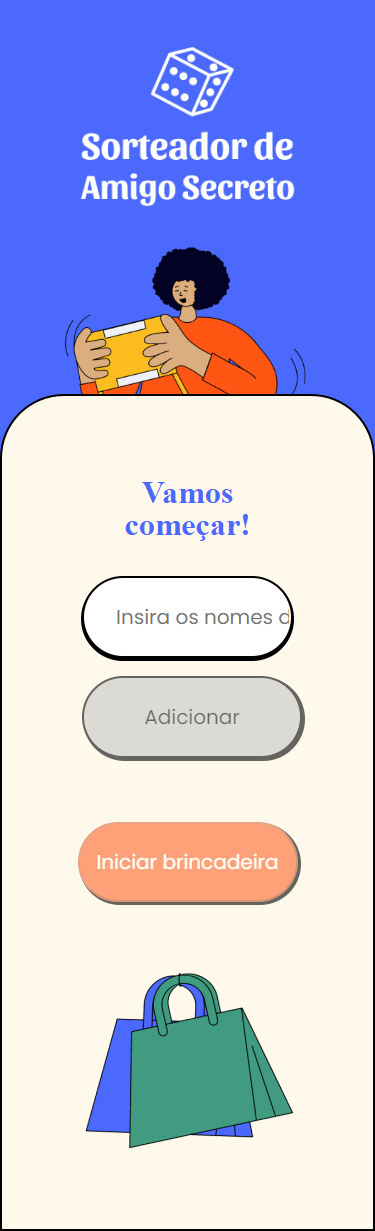 Sorteador de
Amigo Secreto
Vamos
começar!
Insira os nomes d
Adicionar
Iniciar brincadeira